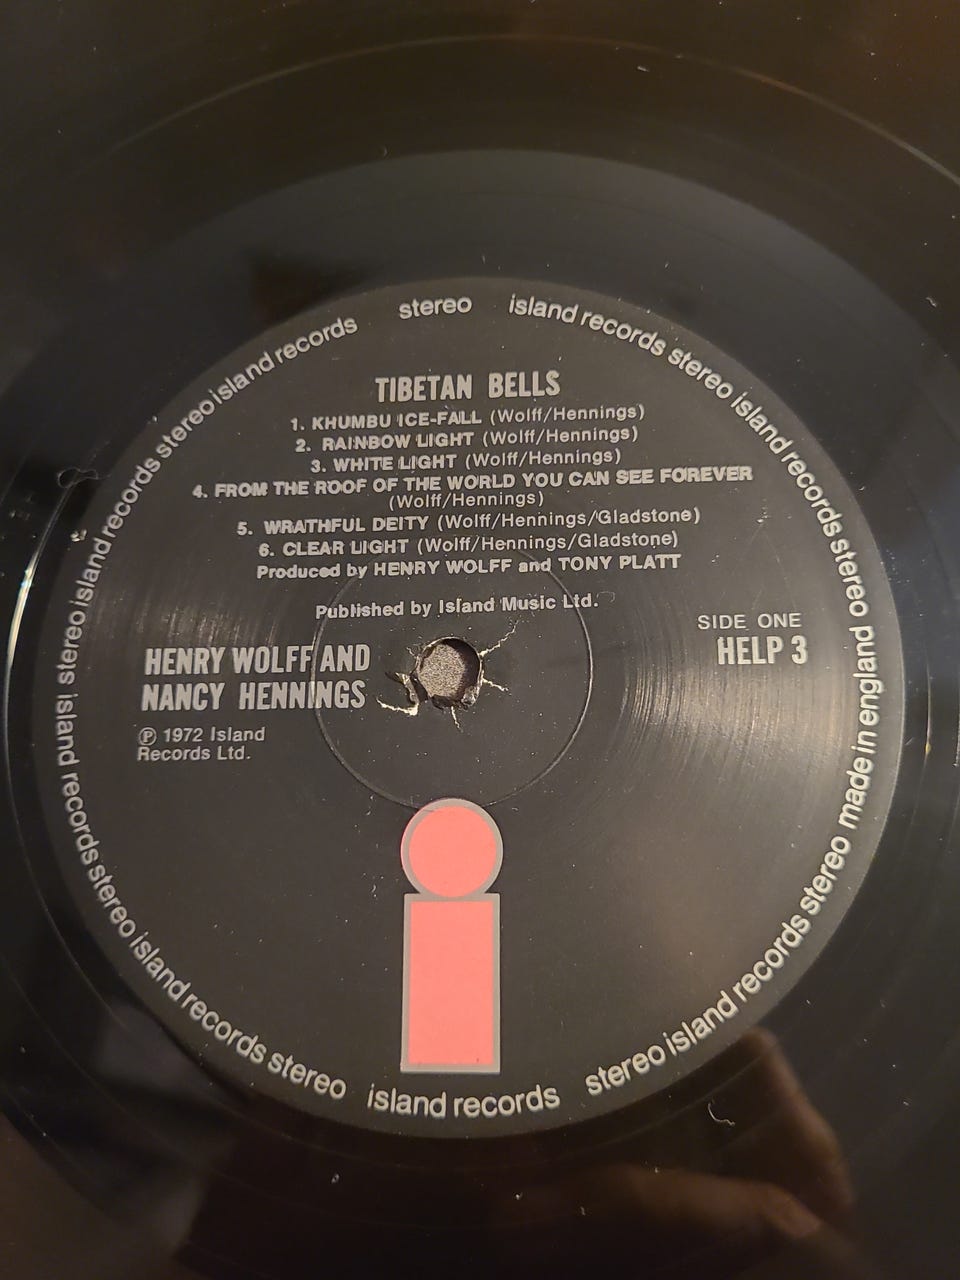 stereo island records stereo island records stereo made in england stereo island records stereo island records stereo island records stereo island records stereo island records stereo island records
TIBETAN BELLS
1. KHUMBU ICE-FALL (Wolff/Hennings)
2. RAINBOW LIGHT (Wolff/Hennings)
3. WHITE LIGHT (Wolff/Hennings)
4. FROM THE ROOF OF THE WORLD YOU CAN SEE FOREVER
(Wolff/Hennings)
5. WRATHFUL DEITY (Wolff/Hennings/Gladstone)
6. CLEAR LIGHT (Wolff/Hennings/Gladstone)
Produced by HENRY WOLFF and TONY PLATT
Published by Island Music Ltd.
SIDE ONE
HELP 3
HENRY WOLFF AND
NANCY HENNINGS
℗ 1972 Island
Records Ltd.